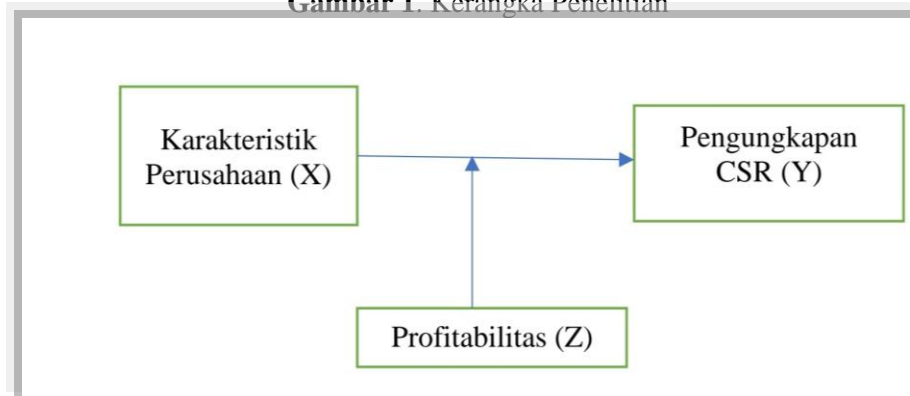 Gambar 1. Kerangka Penelitian
Karakteristik
Perusahaan (X)
Pengungkapan
CSR (Y)
Profitabilitas (Z)